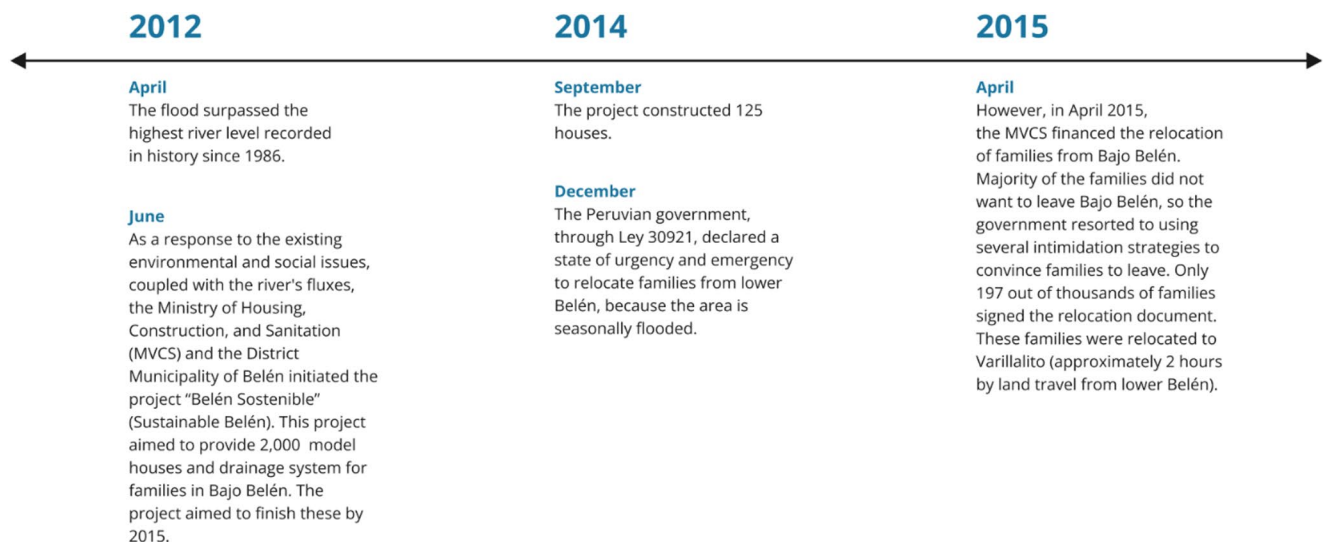 2012
April
The flood surpassed the
highest river level recorded
in history since 1986.
June
As a response to the existing
environmental and social issues,
coupled with the river's fluxes,
the Ministry of Housing,
Construction, and Sanitation
(MVCS) and the District
Municipality of Belén initiated the
project “Belén Sostenible”
(Sustainable Belén). This project
aimed to provide 2,000 model
houses and drainage system for
families in Bajo Belén. The
project aimed to finish these by
2015.
2014
September
The project constructed 125
houses.
December
The Peruvian government,
through Ley 30921, declared a
state of urgency and emergency
to relocate families from lower
Belén, because the area is
seasonally flooded.
2015
April
However, in April 2015,
the MVCS financed the relocation
of families from Bajo Belén.
Majority of the families did not
want to leave Bajo Belén, so the
government resorted to using
several intimidation strategies to
convince families to leave. Only
197 out of thousands of families
signed the relocation document.
These families were relocated to
Varillalito (approximately 2 hours
by land travel from lower Belén).